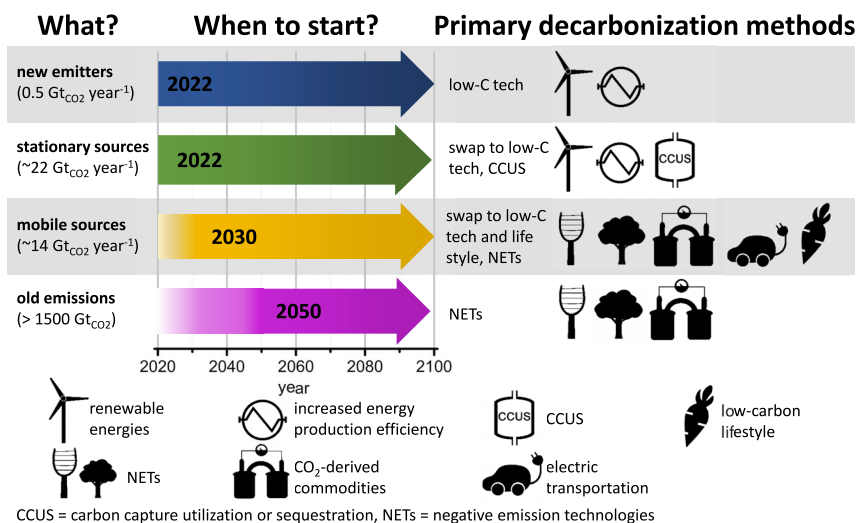 What? When to start? Primary decarbonization methods
new emitters
(0.5 Gt_CO2 year⁻¹)
2022
low-C tech
stationary sources
(~22 Gt_CO2 year⁻¹)
2022
swap to low-C
tech, CCUS
CCUS
mobile sources
(~14 Gt_CO2 year⁻¹)
2030
swap to low-C
tech and life
style, NETs
old emissions
(> 1500 Gt_CO2)
2050
NETs
2020 2040 2060 2080 2100
year
renewable
energies
increased energy
production efficiency
CCUS
CCUS
low-carbon
lifestyle
NETs
CO₂-derived
commodities
electric
transportation
CCUS = carbon capture utilization or sequestration, NETs = negative emission technologies